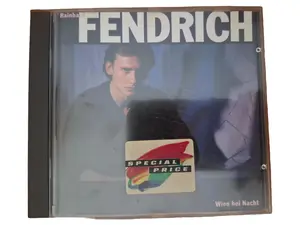 Rainhard
FENDRICH
SPECIAL
PRICE
Wien bei Nacht